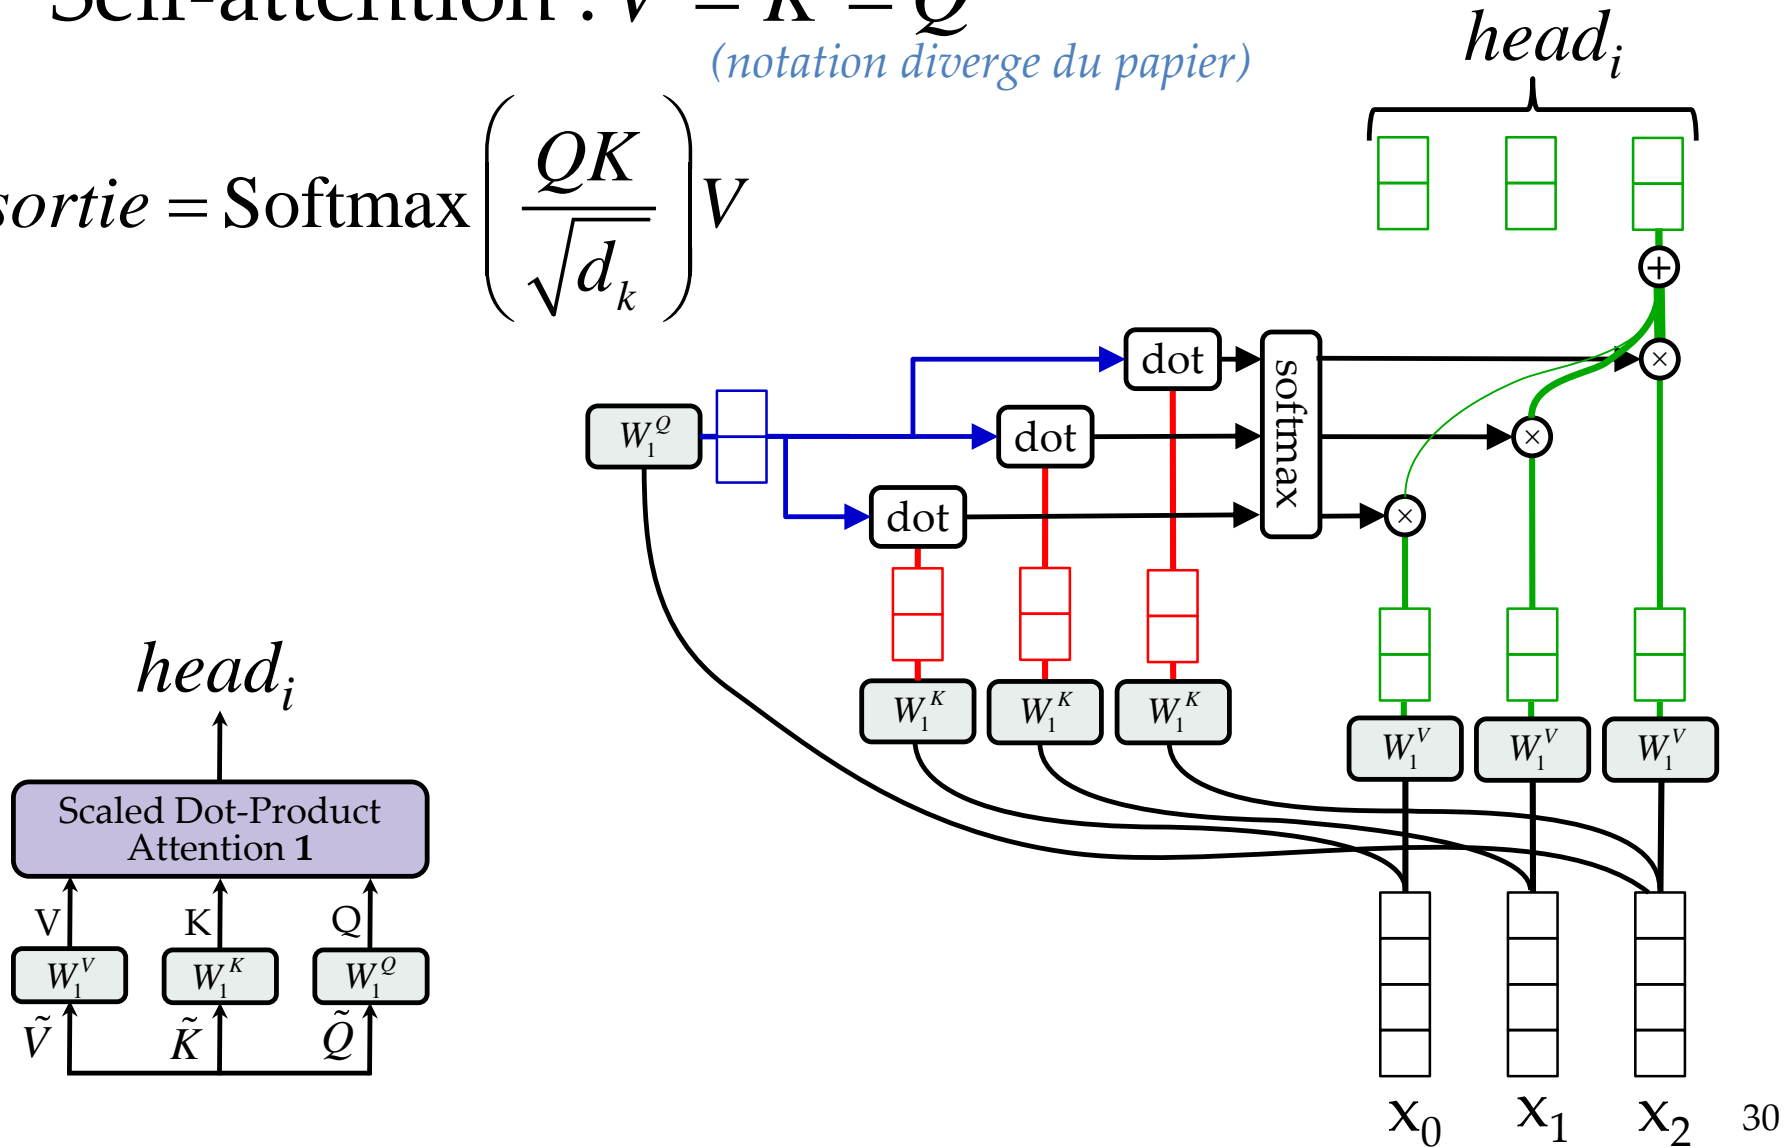 Self-attention : Ṽ = K̃ = Q̃
(notation diverge du papier)
sortie = Softmax ( QK / √d_k ) V
head_i
dot
dot
dot
softmax
W_1^Q
W_1^K W_1^K W_1^K
W_1^V W_1^V W_1^V
x_0 x_1 x_2
head_i
Scaled Dot-Product
Attention 1
V K Q
W_1^V W_1^K W_1^Q
Ṽ K̃ Q̃
30